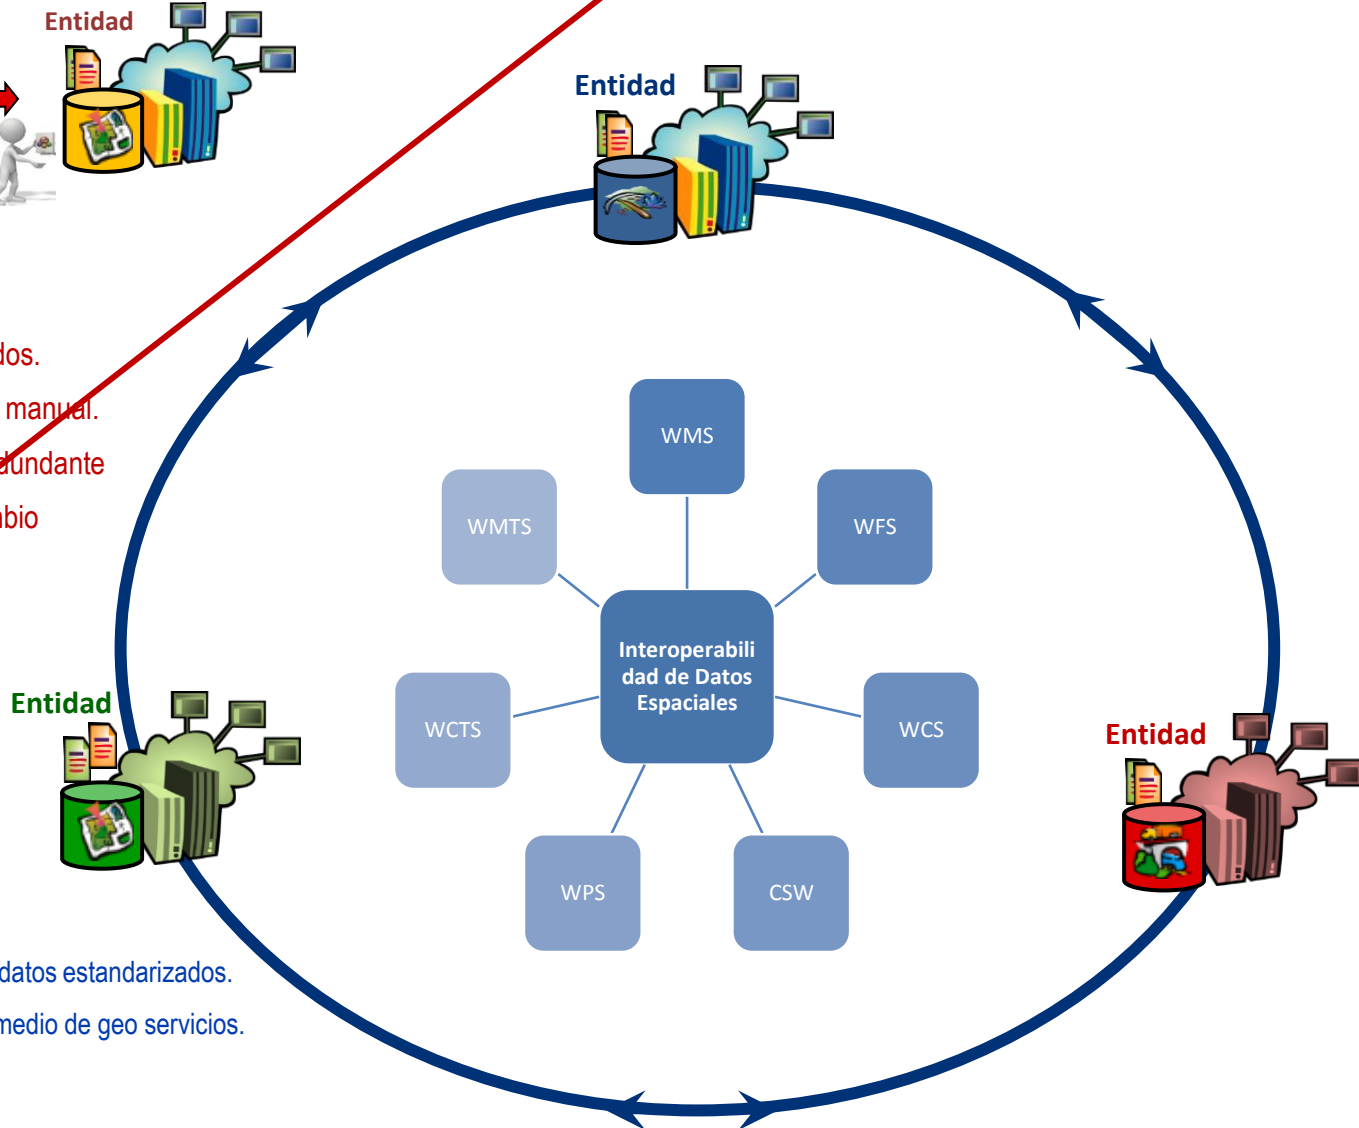 Entidad
Entidad
dos.
manual.
dundante
nbio
WMS
WMTS
WFS
Interoperabili
dad de Datos
Espaciales
WCTS
WCS
Entidad
Entidad
WPS
CSW
datos estandarizados.
medio de geo servicios.